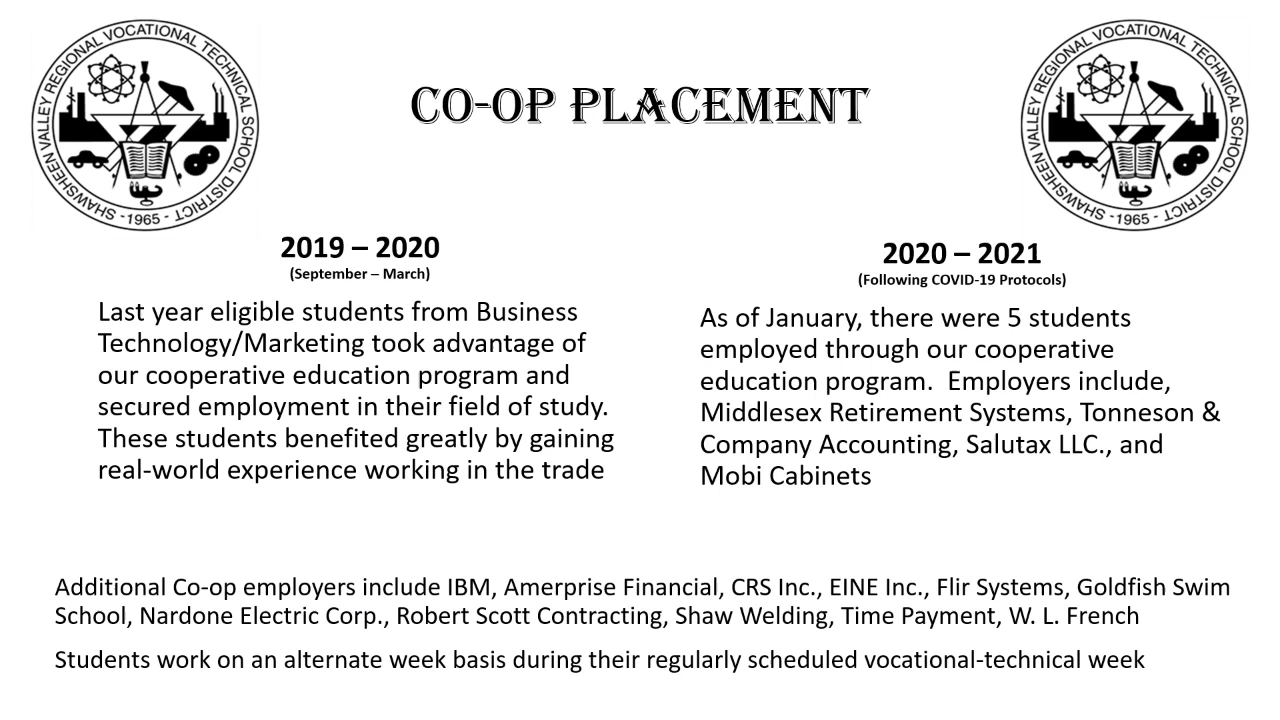 SHAWSHEEN VALLEY REGIONAL VOCATIONAL TECHNICAL SCHOOL DISTRICT
- 1965 -
CO-OP PLACEMENT
SHAWSHEEN VALLEY REGIONAL VOCATIONAL TECHNICAL SCHOOL DISTRICT
- 1965 -
2019 – 2020
(September – March)
Last year eligible students from Business
Technology/Marketing took advantage of
our cooperative education program and
secured employment in their field of study.
These students benefited greatly by gaining
real-world experience working in the trade
2020 – 2021
(Following COVID-19 Protocols)
As of January, there were 5 students
employed through our cooperative
education program.  Employers include,
Middlesex Retirement Systems, Tonneson &
Company Accounting, Salutax LLC., and
Mobi Cabinets
Additional Co-op employers include IBM, Amerprise Financial, CRS Inc., EINE Inc., Flir Systems, Goldfish Swim
School, Nardone Electric Corp., Robert Scott Contracting, Shaw Welding, Time Payment, W. L. French
Students work on an alternate week basis during their regularly scheduled vocational-technical week